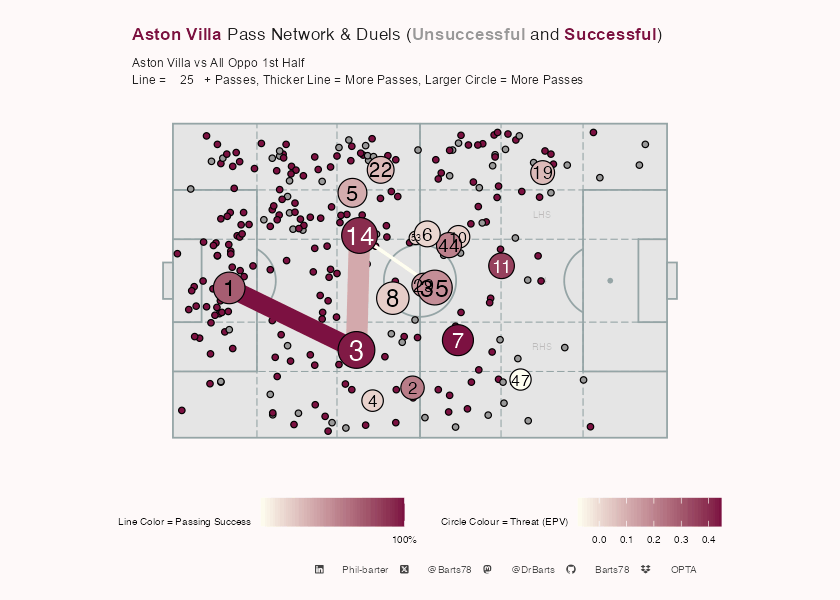 Aston Villa Pass Network & Duels (Unsuccessful and Successful)
Aston Villa vs All Oppo 1st Half
Line = 25 + Passes, Thicker Line = More Passes, Larger Circle = More Passes
22
19
5
LHS
14
6
44
11
1
35
8
7
3
RHS
47
2
4
Line Color = Passing Success
100%
Circle Colour = Threat (EPV)
0.0 0.1 0.2 0.3 0.4
Phil-barter @Barts78 @DrBarts Barts78 OPTA